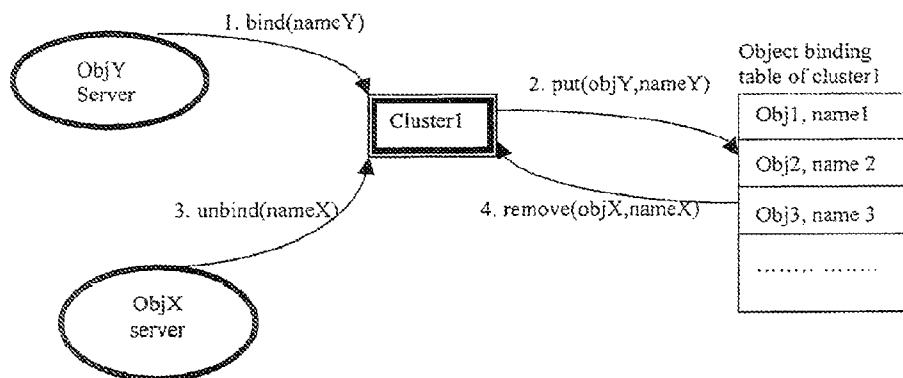 1. bind(nameY)
ObjY
Server
Cluster1
2. put(objY,nameY)
Object binding
table of cluster1
Obj1, name1
Obj2, name 2
Obj3, name 3
........ ........
3. unbind(nameX)
4. remove(objX,nameX)
ObjX
server